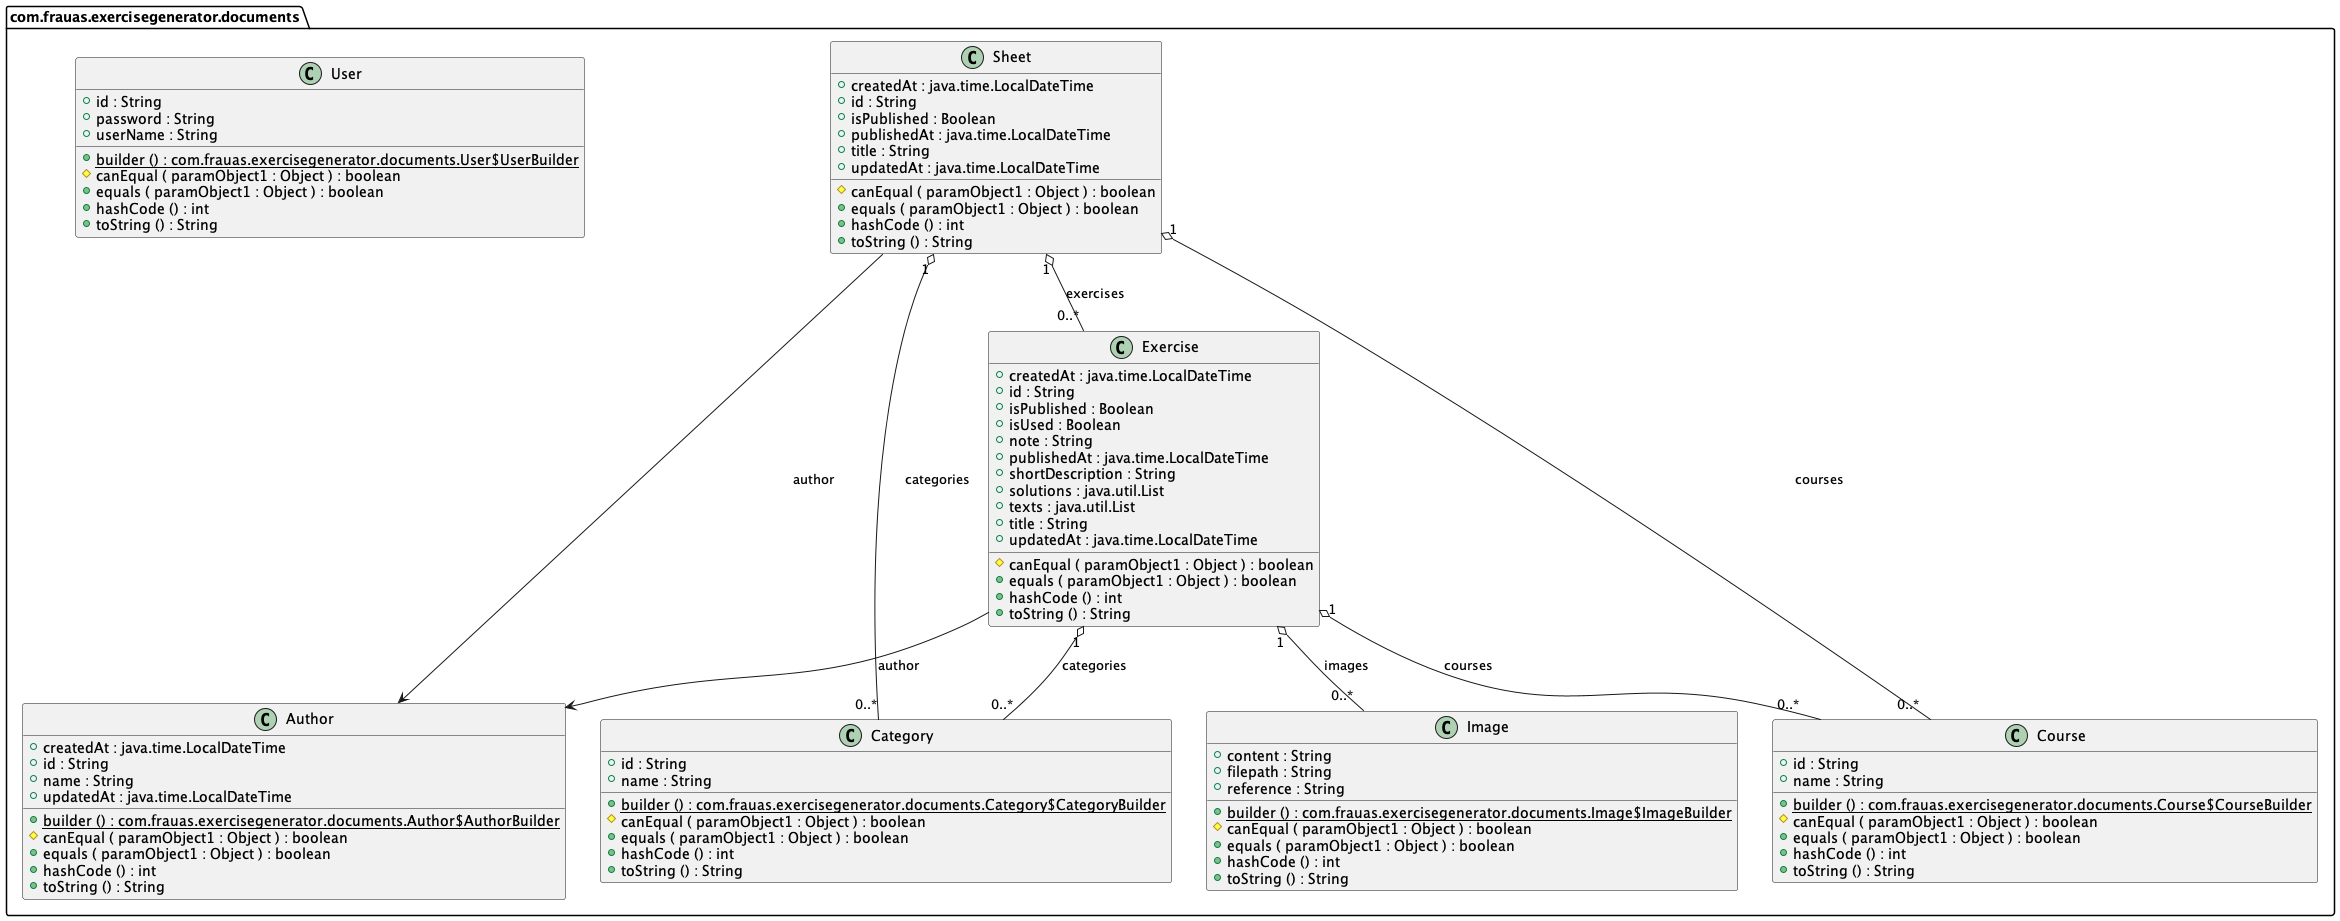 com.frauas.exercisegenerator.documents
C User
id : String
password : String
userName : String
builder () : com.frauas.exercisegenerator.documents.User$UserBuilder
canEqual ( paramObject1 : Object ) : boolean
equals ( paramObject1 : Object ) : boolean
hashCode () : int
toString () : String
C Sheet
createdAt : java.time.LocalDateTime
id : String
isPublished : Boolean
publishedAt : java.time.LocalDateTime
title : String
updatedAt : java.time.LocalDateTime
canEqual ( paramObject1 : Object ) : boolean
equals ( paramObject1 : Object ) : boolean
hashCode () : int
toString () : String
1
1
1
exercises
0..*
C Exercise
createdAt : java.time.LocalDateTime
id : String
isPublished : Boolean
isUsed : Boolean
note : String
publishedAt : java.time.LocalDateTime
shortDescription : String
solutions : java.util.List
texts : java.util.List
title : String
updatedAt : java.time.LocalDateTime
canEqual ( paramObject1 : Object ) : boolean
equals ( paramObject1 : Object ) : boolean
hashCode () : int
toString () : String
author
categories
courses
1
1
1
author
categories
images
courses
0..*
0..*
0..*
0..*
0..*
C Author
createdAt : java.time.LocalDateTime
id : String
name : String
updatedAt : java.time.LocalDateTime
builder () : com.frauas.exercisegenerator.documents.Author$AuthorBuilder
canEqual ( paramObject1 : Object ) : boolean
equals ( paramObject1 : Object ) : boolean
hashCode () : int
toString () : String
C Category
id : String
name : String
builder () : com.frauas.exercisegenerator.documents.Category$CategoryBuilder
canEqual ( paramObject1 : Object ) : boolean
equals ( paramObject1 : Object ) : boolean
hashCode () : int
toString () : String
C Image
content : String
filepath : String
reference : String
builder () : com.frauas.exercisegenerator.documents.Image$ImageBuilder
canEqual ( paramObject1 : Object ) : boolean
equals ( paramObject1 : Object ) : boolean
hashCode () : int
toString () : String
C Course
id : String
name : String
builder () : com.frauas.exercisegenerator.documents.Course$CourseBuilder
canEqual ( paramObject1 : Object ) : boolean
equals ( paramObject1 : Object ) : boolean
hashCode () : int
toString () : String